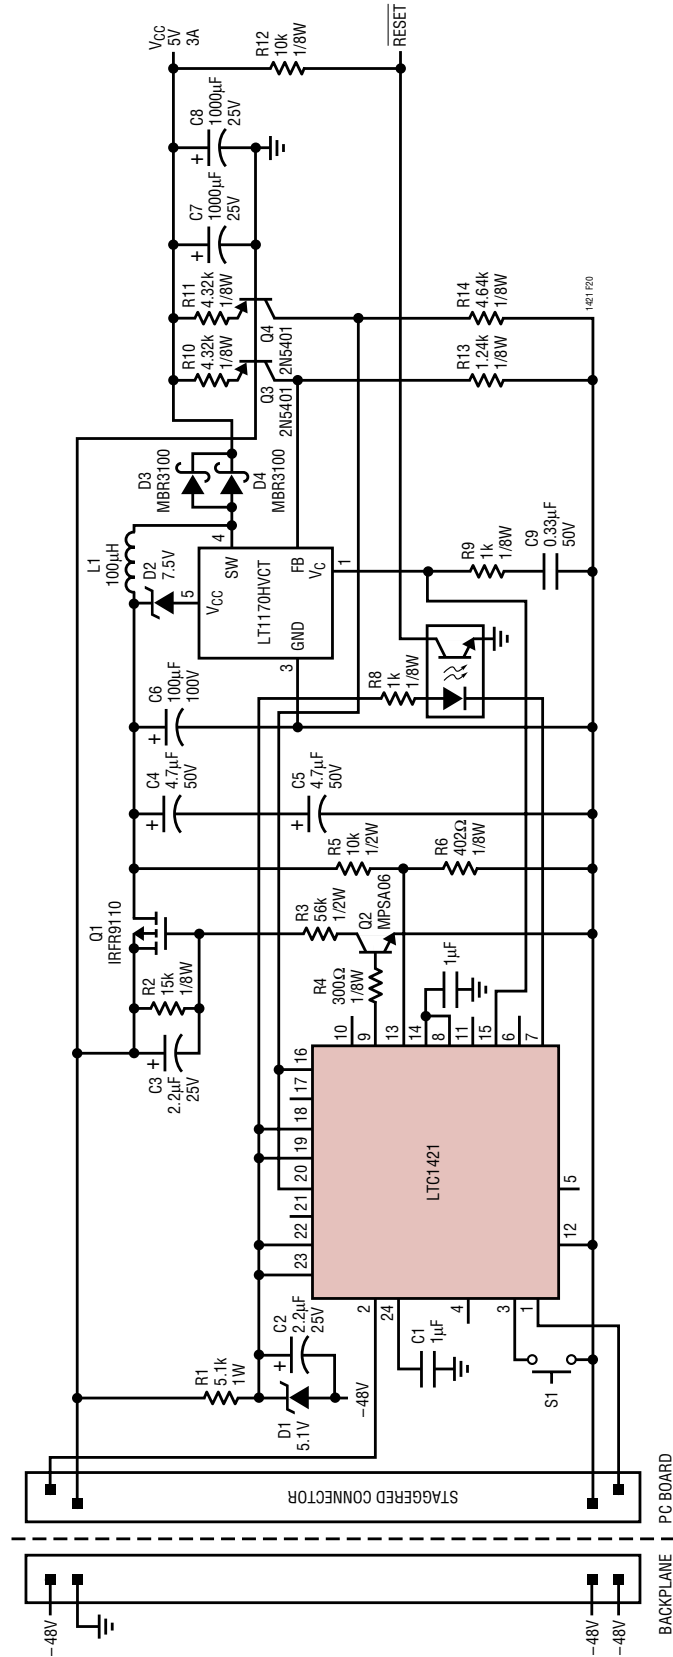 BACKPLANE
PC BOARD
STAGGERED CONNECTOR
–48V
–48V
–48V
R1
5.1k
1W
D1
5.1V
C2
2.2µF
25V
–48V
C1
1µF
S1
LTC1421
2
24
4
3
1
23
22
21
20
19
18
17
16
10
9
13
14
8
11
15
6
7
12
5
C3
2.2µF
25V
R2
15k
1/8W
Q1
IRFR9110
R3
56k
1/2W
Q2
MPSA06
R4
300Ω
1/8W
1µF
R5
10k
1/2W
R6
402Ω
1/8W
C4
4.7µF
50V
C5
4.7µF
50V
C6
100µF
100V
R8
1k
1/8W
L1
100µH
D2
7.5V
LT1170HVCT
VCC
5
SW
4
GND
3
FB
VC
1
D3
MBR3100
D4
MBR3100
R9
1k
1/8W
C9
0.33µF
50V
R10
4.32k
1/8W
R11
4.32k
1/8W
Q3
2N5401
Q4
2N5401
R13
1.24k
1/8W
R14
4.64k
1/8W
C7
1000µF
25V
C8
1000µF
25V
R12
10k
1/8W
VCC
5V
3A
RESET
1421 F20